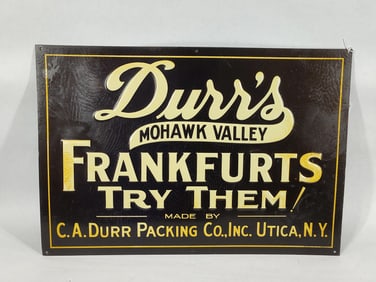 Durr's
MOHAWK VALLEY
FRANKFURTS
TRY THEM!
MADE BY
C.A. DURR PACKING CO., INC. UTICA, N.Y.